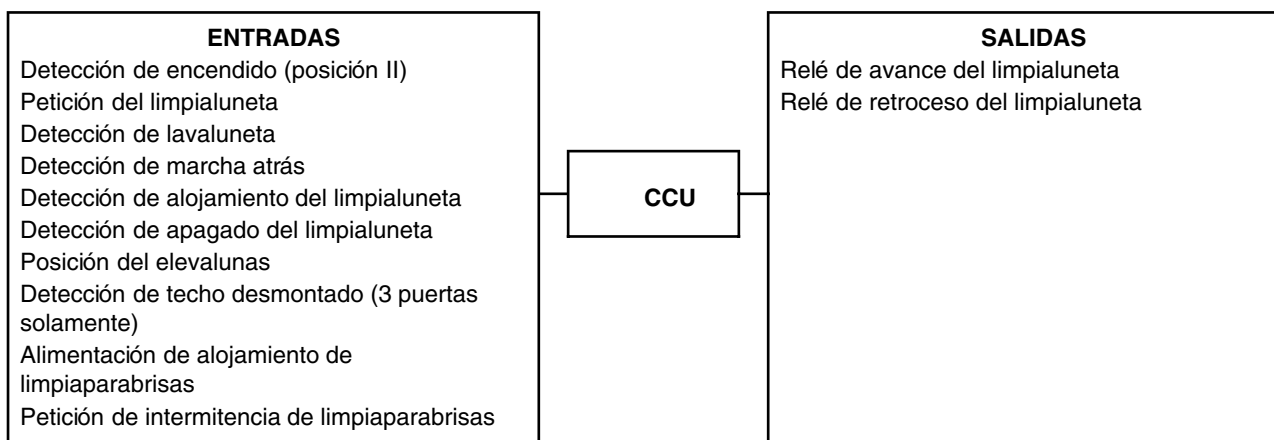 ENTRADAS
Detección de encendido (posición II)
Petición del limpialuneta
Detección de lavaluneta
Detección de marcha atrás
Detección de alojamiento del limpialuneta
Detección de apagado del limpialuneta
Posición del elevalunas
Detección de techo desmontado (3 puertas
solamente)
Alimentación de alojamiento de
limpiaparabrisas
Petición de intermitencia de limpiaparabrisas
CCU
SALIDAS
Relé de avance del limpialuneta
Relé de retroceso del limpialuneta